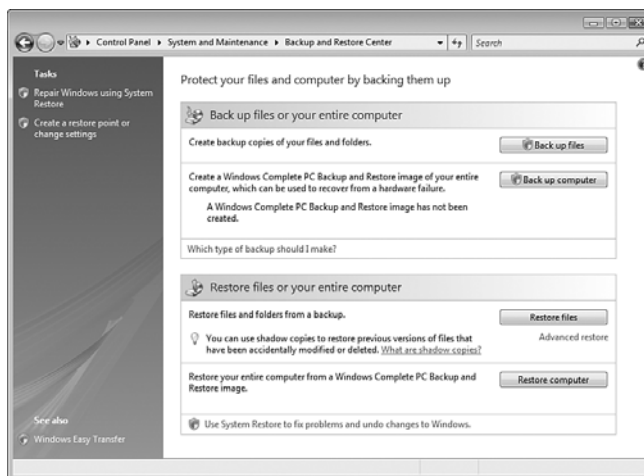 Control Panel ▸ System and Maintenance ▸ Backup and Restore Center
Search
Tasks
Repair Windows using System
Restore
Create a restore point or
change settings
See also
Windows Easy Transfer
Protect your files and computer by backing them up
Back up files or your entire computer
Create backup copies of your files and folders.
Back up files
Create a Windows Complete PC Backup and Restore image of your entire
computer, which can be used to recover from a hardware failure.
Back up computer
A Windows Complete PC Backup and Restore image has not been
created.
Which type of backup should I make?
Restore files or your entire computer
Restore files and folders from a backup.
Restore files
You can use shadow copies to restore previous versions of files that
have been accidentally modified or deleted. What are shadow copies?
Advanced restore
Restore your entire computer from a Windows Complete PC Backup and
Restore image.
Restore computer
Use System Restore to fix problems and undo changes to Windows.